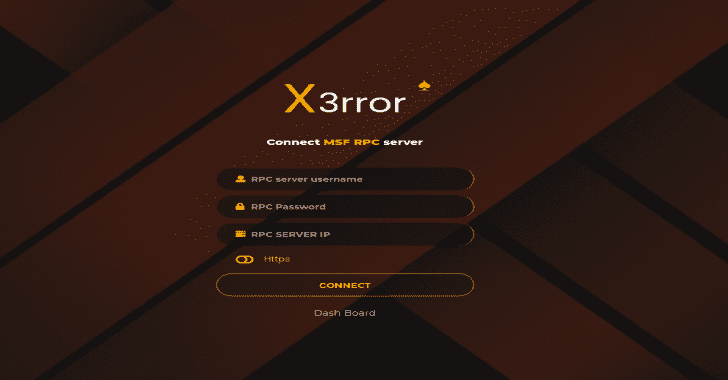 X3rror
Connect MSF RPC server
RPC server username
RPC Password
RPC SERVER IP
Https
CONNECT
Dash Board